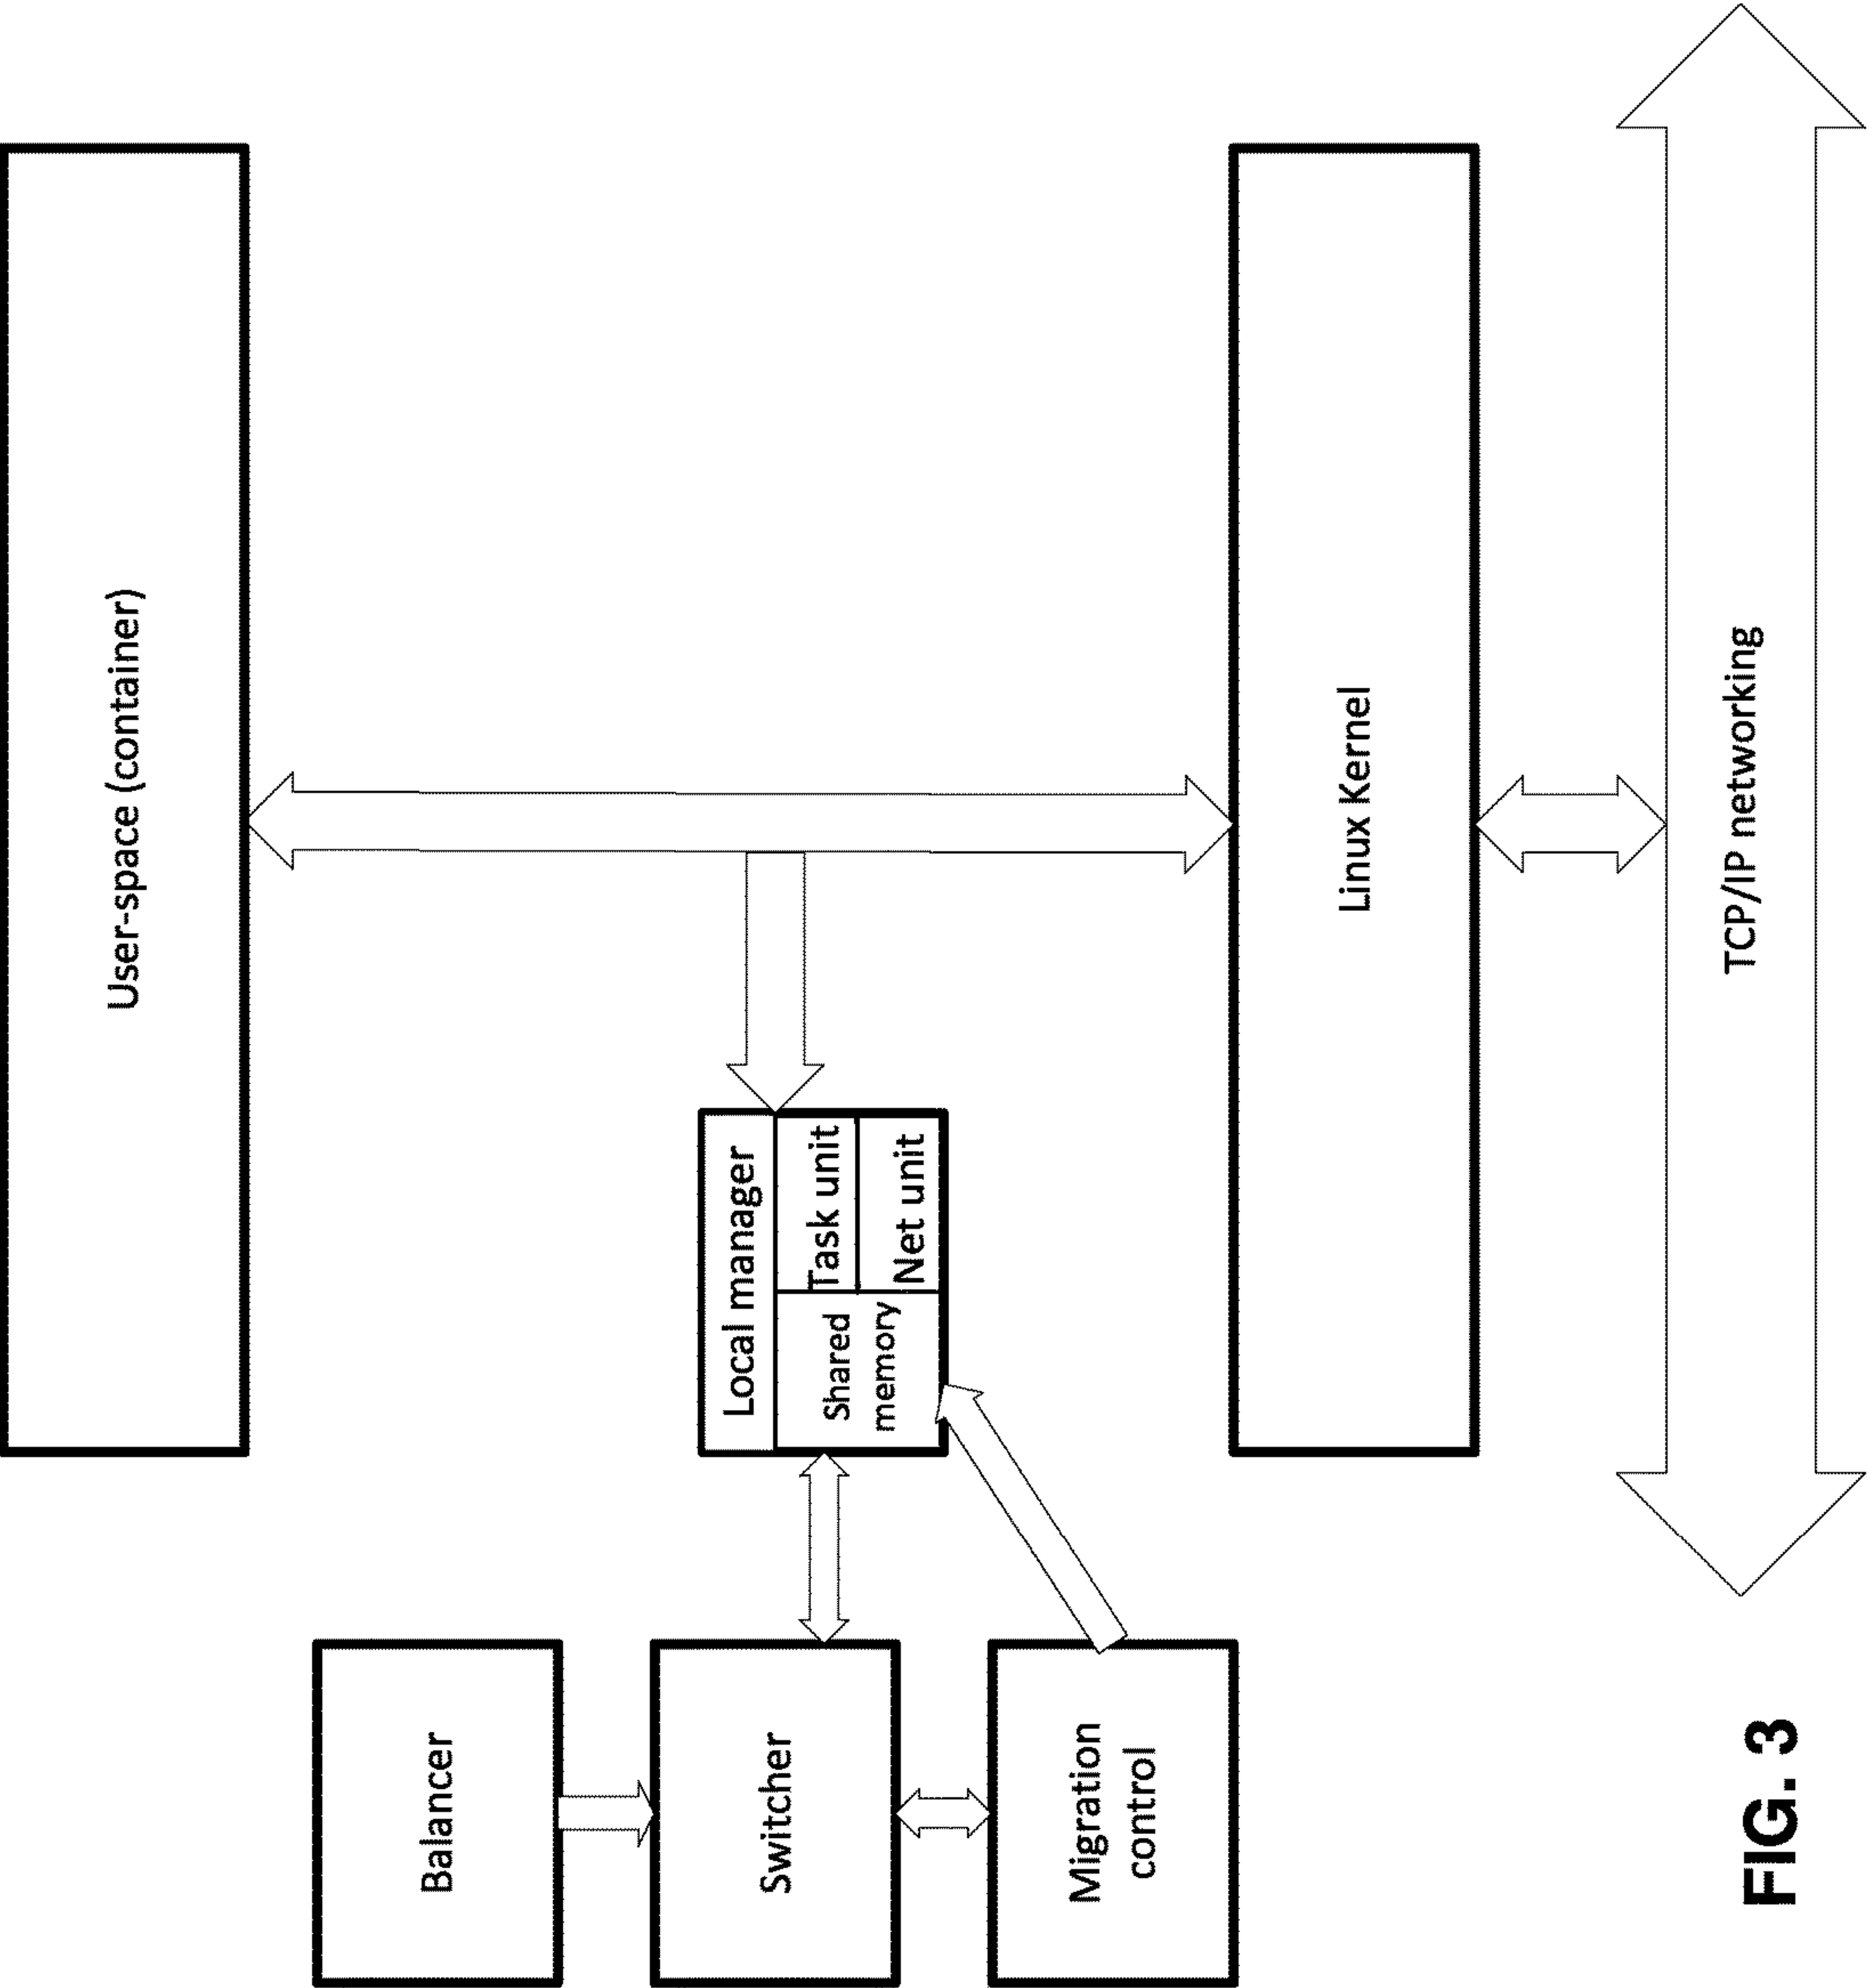 User-space (container)
Balancer
Switcher
Local manager
Shared
memory
Task unit
Net unit
Migration
control
Linux Kernel
TCP/IP networking
FIG. 3